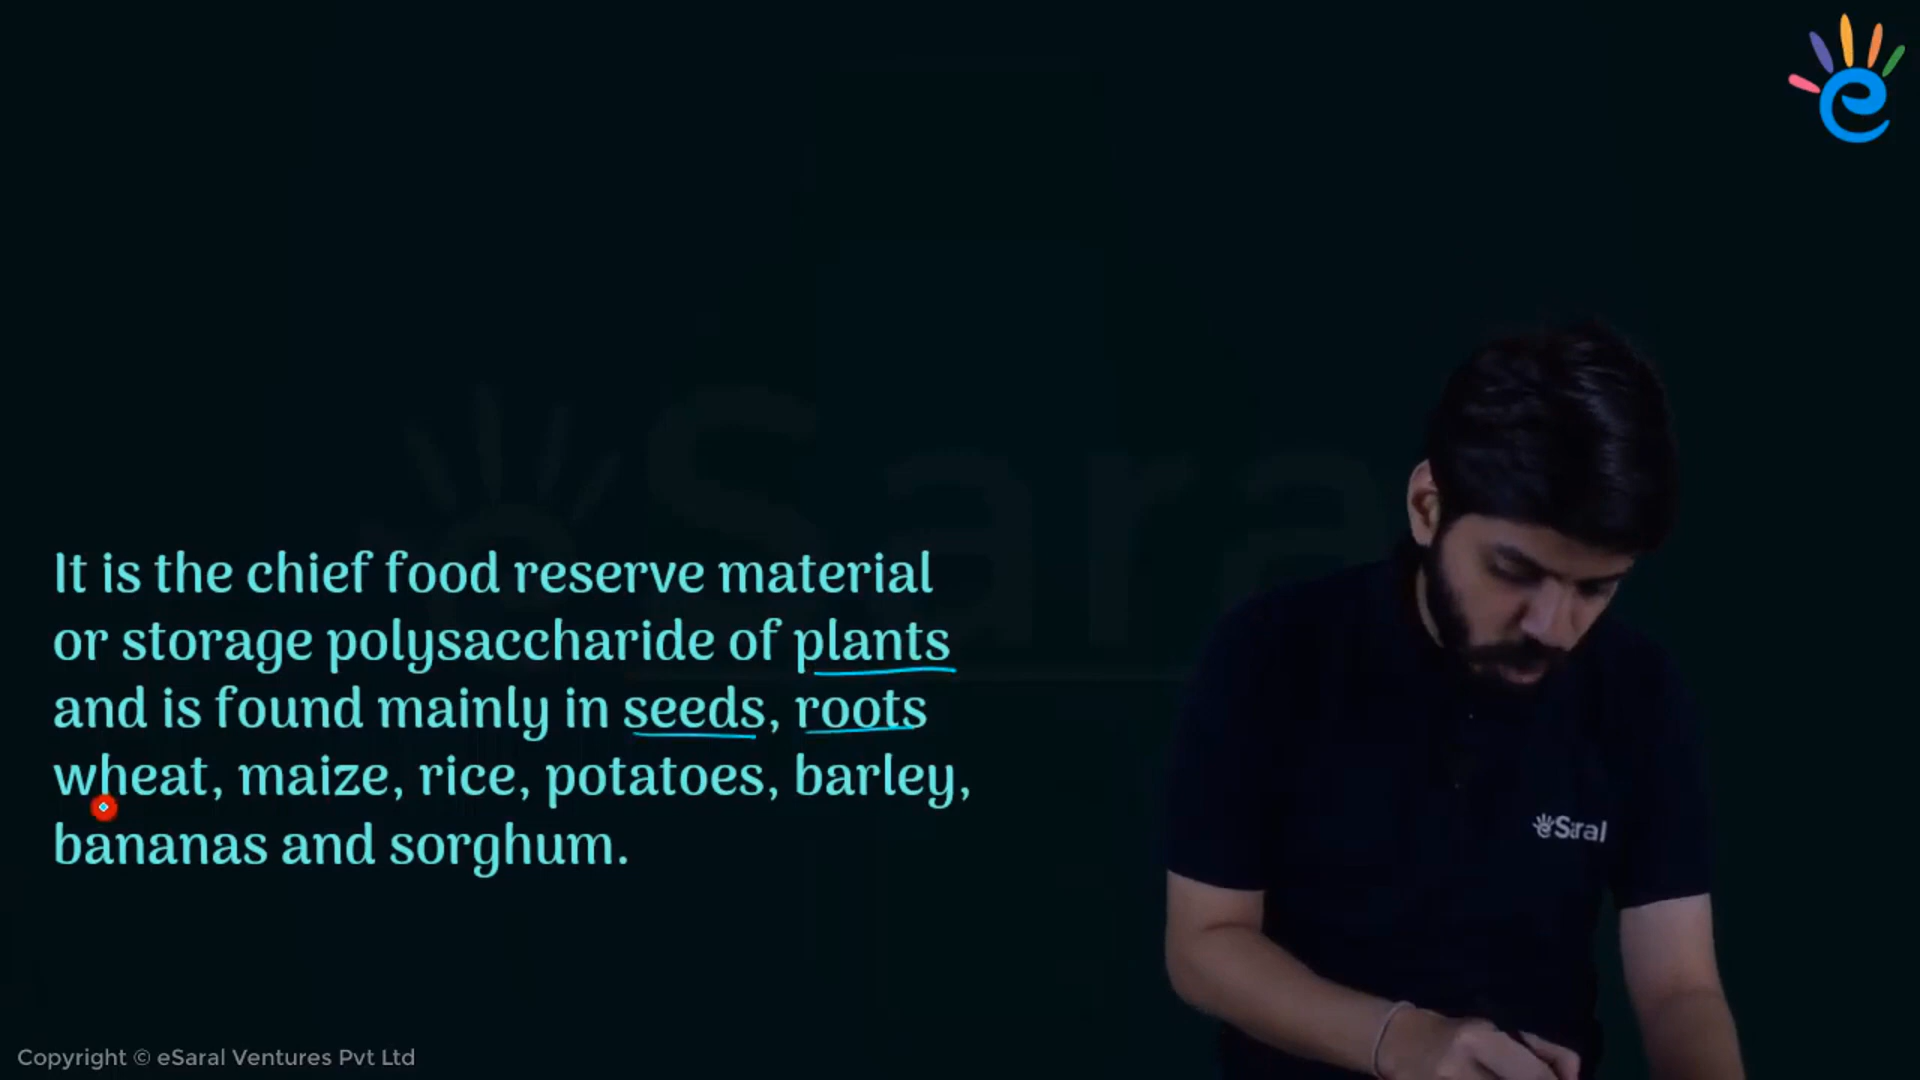 It is the chief food reserve material
or storage polysaccharide of plants
and is found mainly in seeds, roots
wheat, maize, rice, potatoes, barley,
bananas and sorghum.
eSaral
Copyright © eSaral Ventures Pvt Ltd